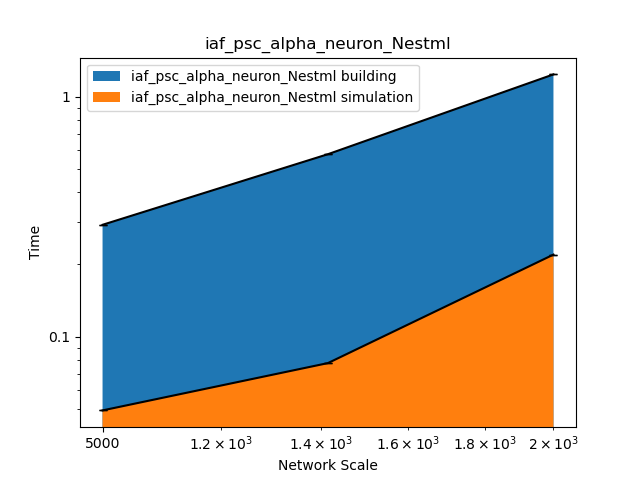 iaf_psc_alpha_neuron_Nestml
iaf_psc_alpha_neuron_Nestml building
iaf_psc_alpha_neuron_Nestml simulation
1
Time
0.1
5000 1.2 × 10³ 1.4 × 10³ 1.6 × 10³ 1.8 × 10³ 2 × 10³
Network Scale